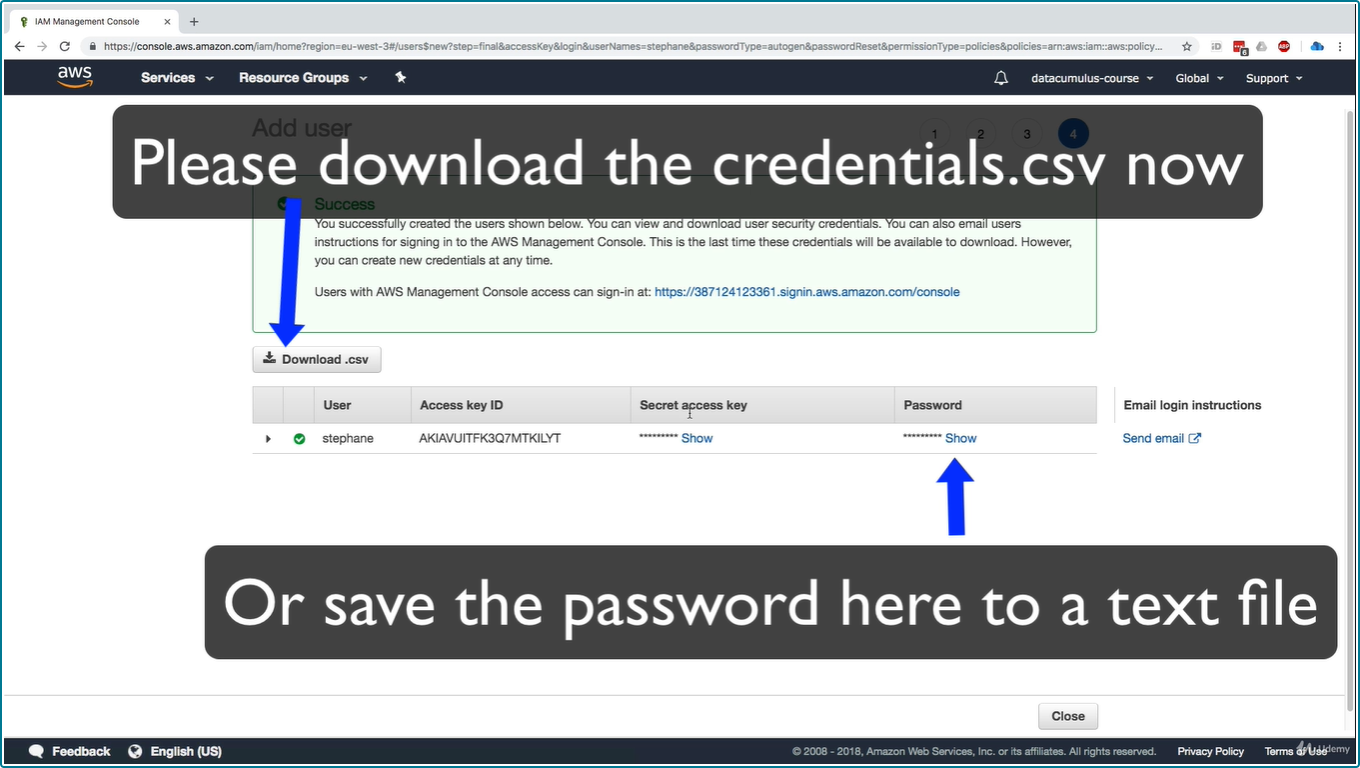 IAM Management Console
https://console.aws.amazon.com/iam/home?region=eu-west-3#/users$new?step=final&accessKey&login&userNames=stephane&passwordType=autogen&passwordReset&permissionType=policies&policies=arn:aws:iam::aws:policy...
aws
Services
Resource Groups
datacumulus-course
Global
Support
Add user
1
2
3
4
Please download the credentials.csv now
Success
You successfully created the users shown below. You can view and download user security credentials. You can also email users
instructions for signing in to the AWS Management Console. This is the last time these credentials will be available to download. However,
you can create new credentials at any time.
Users with AWS Management Console access can sign-in at: https://387124123361.signin.aws.amazon.com/console
Download .csv
User
Access key ID
Secret access key
Password
Email login instructions
stephane
AKIAVUITFK3Q7MTKILYT
********* Show
********* Show
Send email
Or save the password here to a text file
Close
Feedback
English (US)
© 2008 - 2018, Amazon Web Services, Inc. or its affiliates. All rights reserved.
Privacy Policy
Terms of Use
Udemy